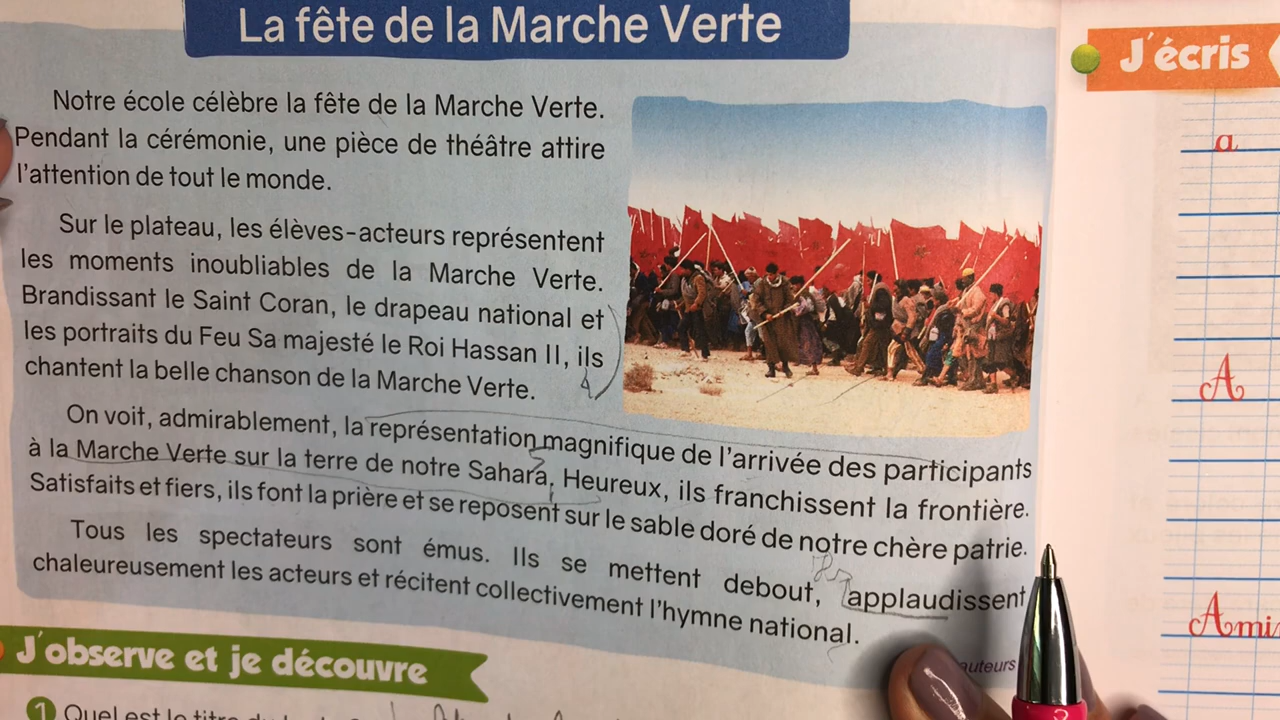 La fête de la Marche Verte
Notre école célèbre la fête de la Marche Verte.
Pendant la cérémonie, une pièce de théâtre attire
l'attention de tout le monde.
Sur le plateau, les élèves-acteurs représentent
les moments inoubliables de la Marche Verte.
Brandissant le Saint Coran, le drapeau national et
les portraits du Feu Sa majesté le Roi Hassan II, ils
chantent la belle chanson de la Marche Verte.
On voit, admirablement, la représentation magnifique de l'arrivée des participants
à la Marche Verte sur la terre de notre Sahara. Heureux, ils franchissent la frontière.
Satisfaits et fiers, ils font la prière et se reposent sur le sable doré de notre chère patrie.
Tous les spectateurs sont émus. Ils se mettent debout, applaudissent
chaleureusement les acteurs et récitent collectivement l'hymne national.
auteurs
J'observe et je découvre
1 Quel est le titre
J'écris
a
A
Ami